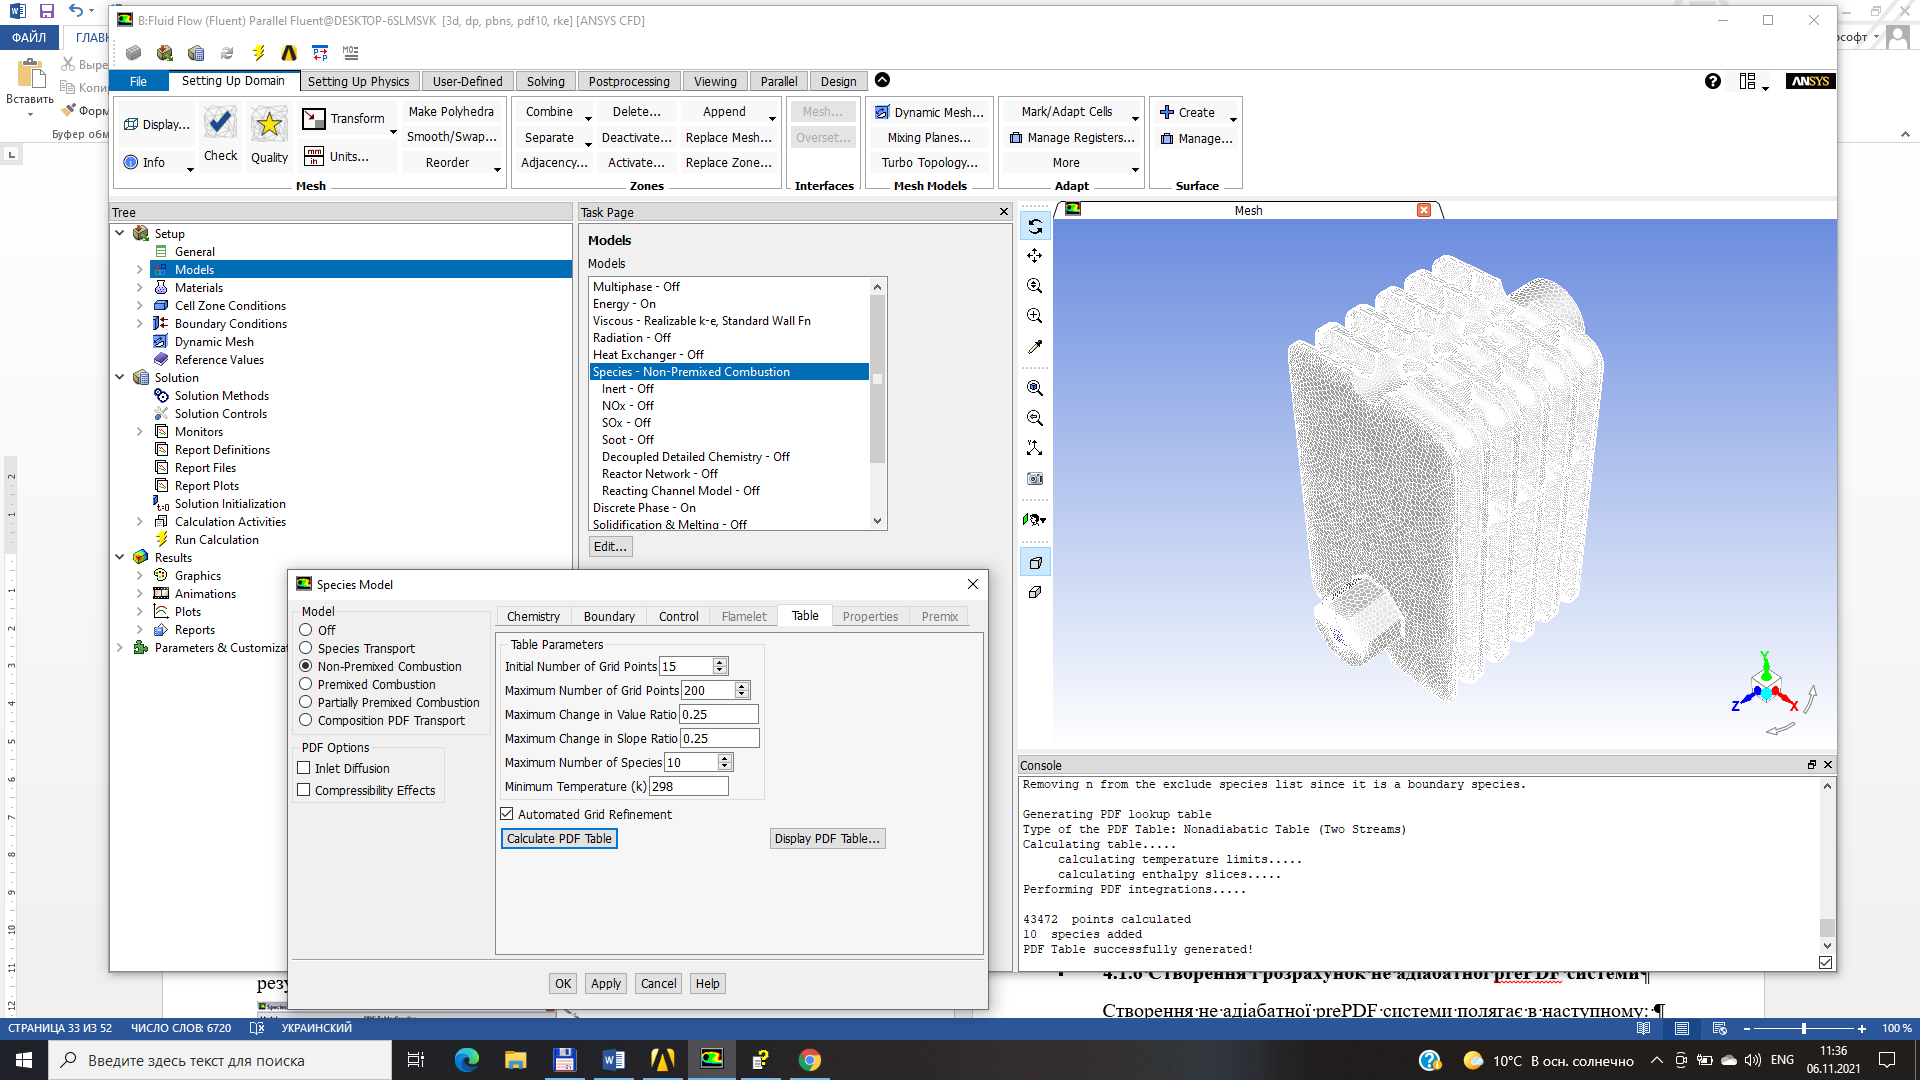 B:Fluid Flow (Fluent) Parallel Fluent@DESKTOP-6SLMSVK [3d, dp, pbns, pdf10, rke] [ANSYS CFD]
ФАЙЛ
Вставить
Буфер обм
File Setting Up Domain Setting Up Physics User-Defined Solving Postprocessing Viewing Parallel Design ANSYS
Display... Check Quality Transform Make Polyhedra
Info Units... Smooth/Swap...
Reorder
Mesh
Combine Delete... Append
Separate Deactivate... Replace Mesh...
Adjacency... Activate... Replace Zone...
Zones
Mesh...
Overset...
Interfaces
Dynamic Mesh...
Mixing Planes...
Turbo Topology...
Mesh Models
Mark/Adapt Cells
Manage Registers...
More
Adapt
Create
Manage...
Surface
Tree
Setup
General
Models
Materials
Cell Zone Conditions
Boundary Conditions
Dynamic Mesh
Reference Values
Solution
Solution Methods
Solution Controls
Monitors
Report Definitions
Report Files
Report Plots
Solution Initialization
Calculation Activities
Run Calculation
Results
Graphics
Animations
Plots
Reports
Parameters & Customiza
Task Page
Models
Models
Multiphase - Off
Energy - On
Viscous - Realizable k-e, Standard Wall Fn
Radiation - Off
Heat Exchanger - Off
Species - Non-Premixed Combustion
Inert - Off
NOx - Off
SOx - Off
Soot - Off
Decoupled Detailed Chemistry - Off
Reactor Network - Off
Reacting Channel Model - Off
Discrete Phase - On
Solidification & Melting - Off
Edit...
Mesh
Y
Z
X
Species Model
Model
Off
Species Transport
Non-Premixed Combustion
Premixed Combustion
Partially Premixed Combustion
Composition PDF Transport
PDF Options
Inlet Diffusion
Compressibility Effects
Chemistry Boundary Control Flamelet Table Properties Premix
Table Parameters
Initial Number of Grid Points 15
Maximum Number of Grid Points 200
Maximum Change in Value Ratio 0.25
Maximum Change in Slope Ratio 0.25
Maximum Number of Species 10
Minimum Temperature (k) 298
Automated Grid Refinement
Calculate PDF Table Display PDF Table...
OK Apply Cancel Help
Console
Removing n from the exclude species list since it is a boundary species.
Generating PDF lookup table
Type of the PDF Table: Nonadiabatic Table (Two Streams)
Calculating table.....
calculating temperature limits.....
calculating enthalpy slices.....
Performing PDF integrations.....
43472 points calculated
10 species added
PDF Table successfully generated!
4.1.6 Створення і розрахунок не адіабатної prePDF системи¶
Створення не адіабатної prePDF системи полягає в наступному: ¶
СТРАНИЦА 33 ИЗ 52 ЧИСЛО СЛОВ: 6720 УКРАИНСКИЙ 100 %
Введите здесь текст для поиска
10°C В осн. солнечно ENG 11:36
06.11.2021